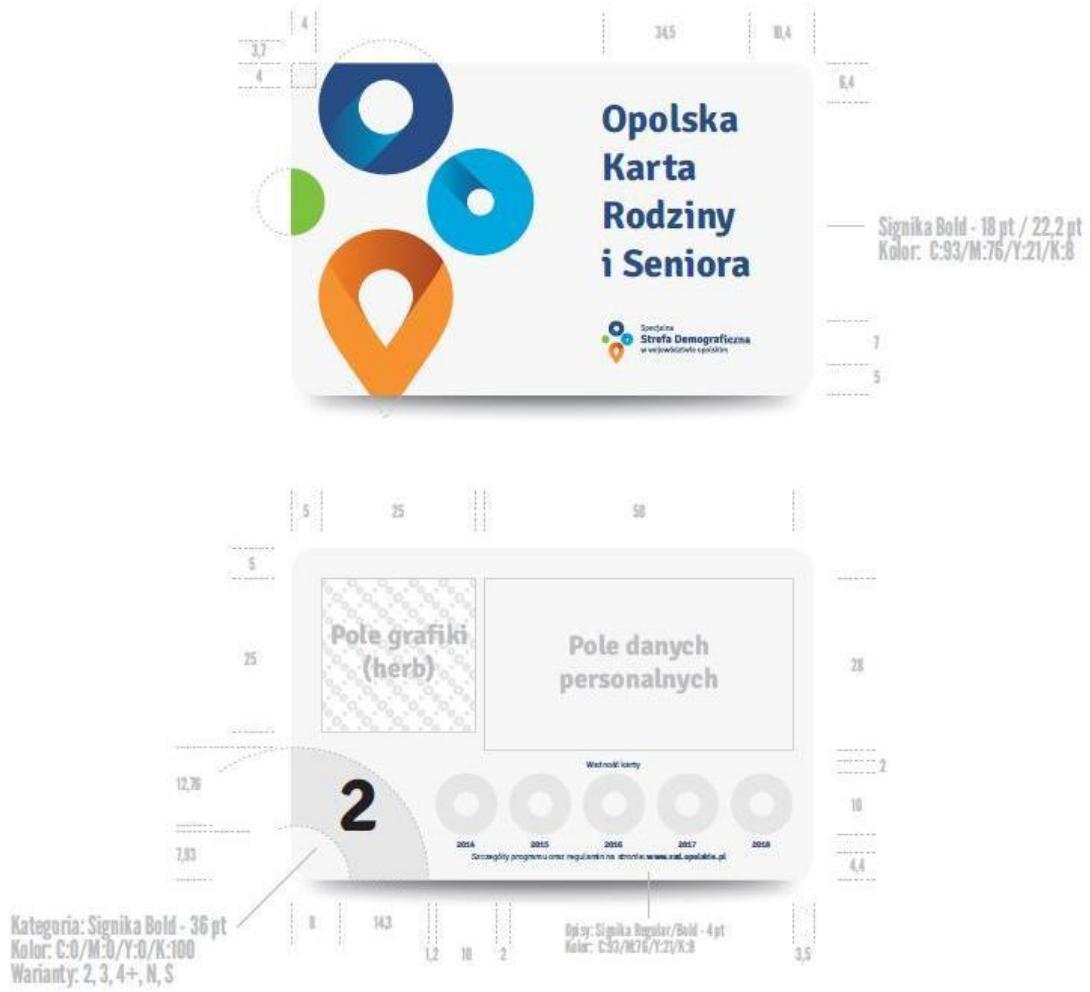 4
34,5
10,4
3,7
4
6,4
Opolska
Karta
Rodziny
i Seniora
Signika Bold - 18 pt / 22,2 pt
Kolor: C:93/M:76/Y:21/K:8
Specjalna
Strefa Demograficzna
w województwie opolskim
7
5
5
25
58
5
Pole grafiki
(herb)
Pole danych
personalnych
25
28
Ważność karty
2
12,76
2
10
7,93
2014 2015 2016 2017 2018
Szczegóły programu oraz regulamin na stronie: www.ssd.opolskie.pl
4,4
Kategoria: Signika Bold - 36 pt
Kolor: C:0/M:0/Y:0/K:100
Warianty: 2, 3, 4+, N, S
8
14,3
1,2
10
2
Opisy: Signika Regular/Bold - 4 pt
Kolor: C:93/M:76/Y:21/K:8
3,5